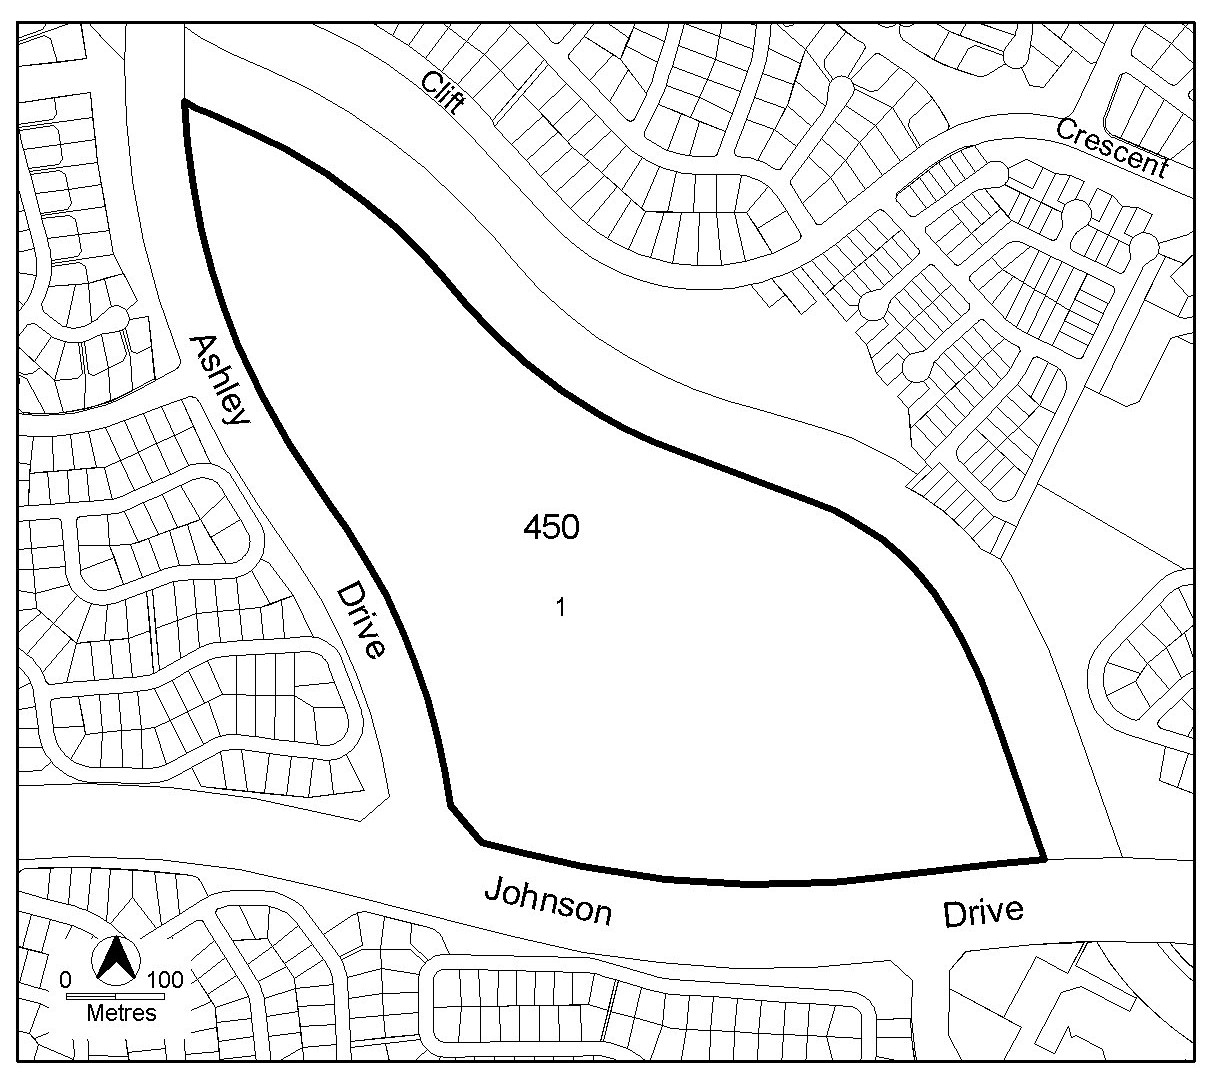 Clift
Crescent
Ashley
Drive
450
1
Johnson
Drive
0 100
Metres